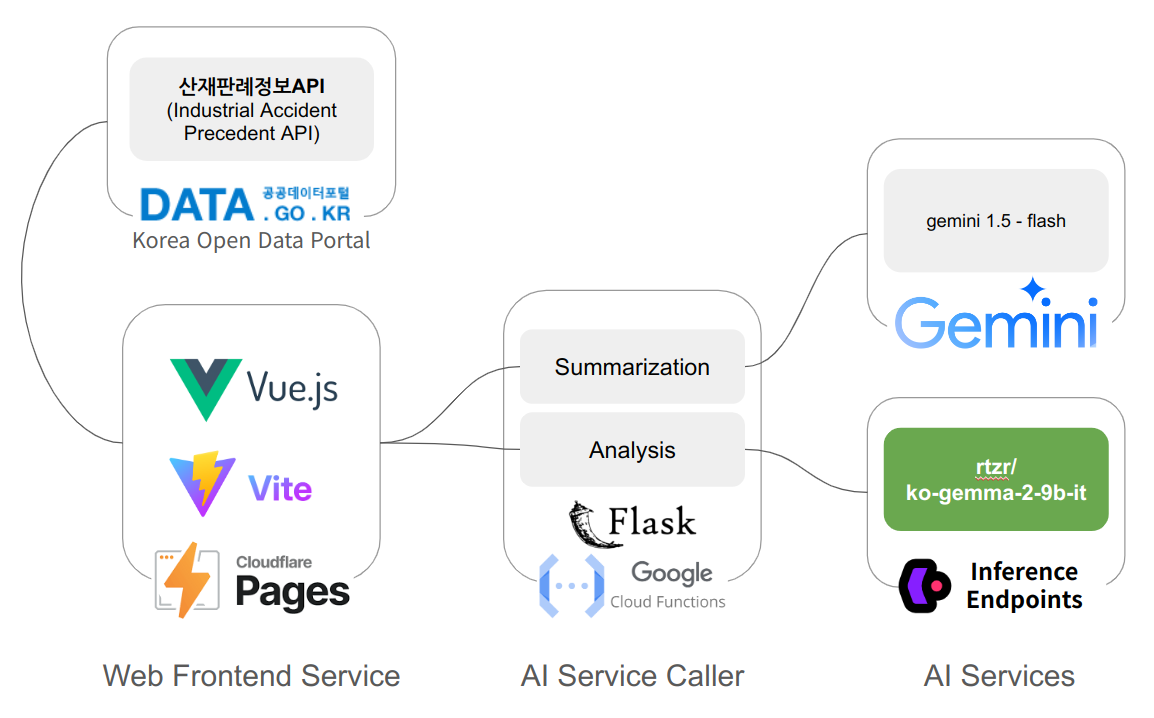 산재판례정보API
(Industrial Accident
Precedent API)
DATA 공공데이터포털
. GO . KR
Korea Open Data Portal
Vue.js
Vite
Cloudflare
Pages
Web Frontend Service
Summarization
Analysis
Flask
Google
Cloud Functions
AI Service Caller
gemini 1.5 - flash
Gemini
rtzr/
ko-gemma-2-9b-it
Inference
Endpoints
AI Services